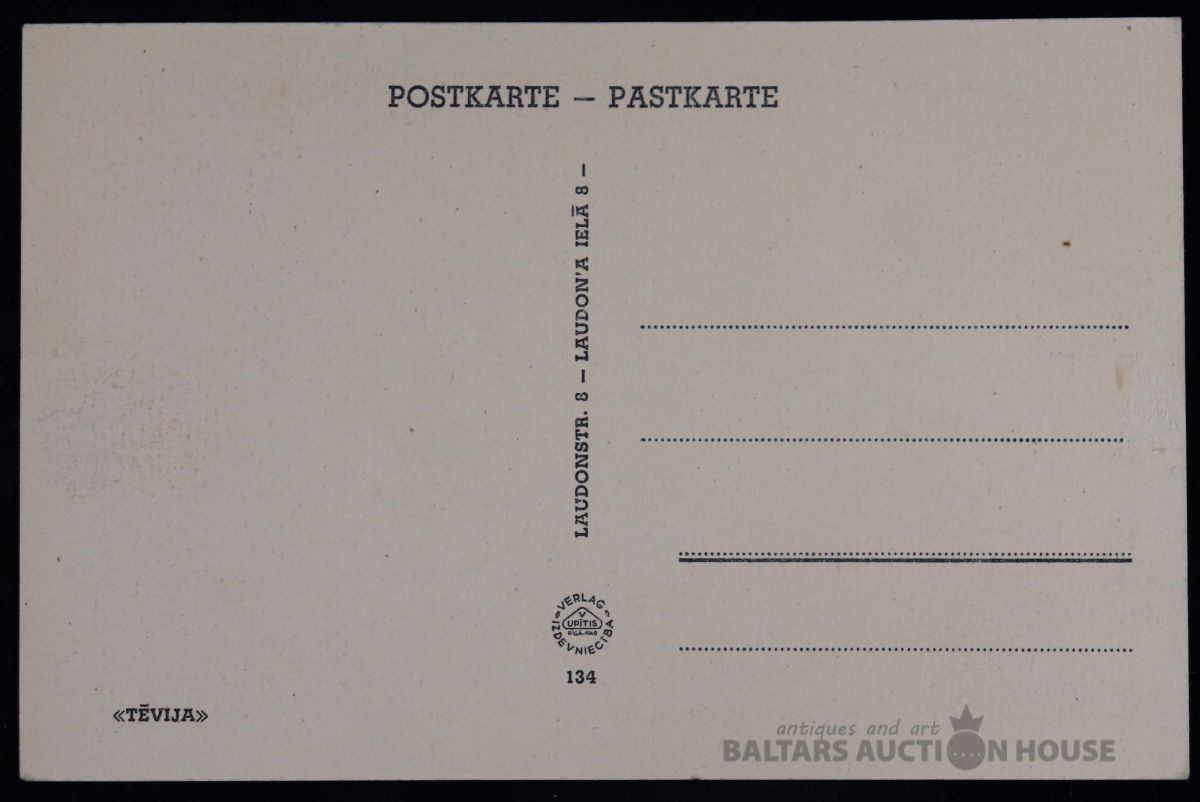 POSTKARTE — PASTKARTE
LAUDONSTR. 8 — LAUDON'A IELĀ 8 —
VERLAG
V
UPĪTIS
IZDEVNIECĪBA
134
«TĒVIJA»
antiques and art
BALTARS AUCTION HOUSE